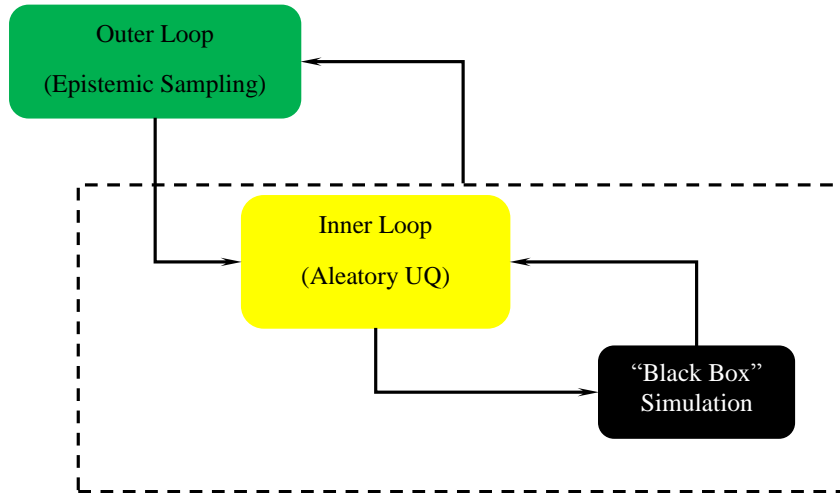 Outer Loop
(Epistemic Sampling)
Inner Loop
(Aleatory UQ)
“Black Box”
Simulation